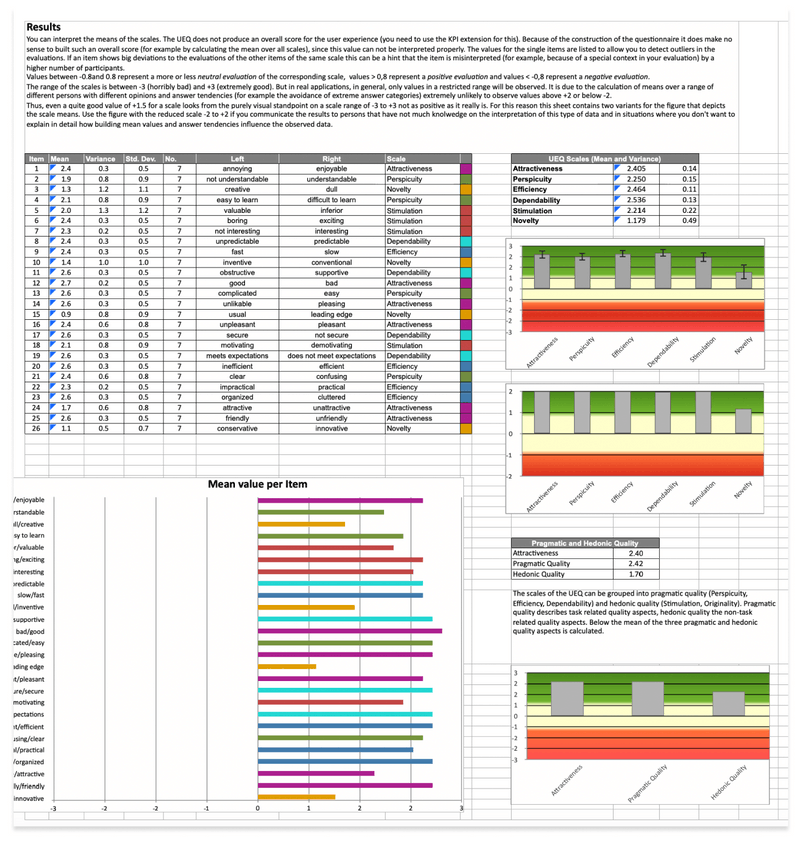 Results
You can interpret the means of the scales. The UEQ does not produce an overall score for the user experience (you need to use the KPI extension for this). Because of the construction of the questionnaire it does make no
sense to built such an overall score (for example by calculating the mean over all scales), since this value can not be interpreted properly. The values for the single items are listed to allow you to detect outliers in the
evaluations. If an item shows big deviations to the evaluations of the other items of the same scale this can be a hint that the item is misinterpreted (for example, because of a special context in your evaluation) by a
higher number of participants.
Values between -0.8and 0.8 represent a more or less neutral evaluation of the corresponding scale, values > 0,8 represent a positive evaluation and values < -0,8 represent a negative evaluation.
The range of the scales is between -3 (horribly bad) and +3 (extremely good). But in real applications, in general, only values in a restricted range will be observed. It is due to the calculation of means over a range of
different persons with different opinions and answer tendencies (for example the avoidance of extreme answer categories) extremely unlikely to observe values above +2 or below -2.
Thus, even a quite good value of +1.5 for a scale looks from the purely visual standpoint on a scale range of -3 to +3 not as positive as it really is. For this reason this sheet contains two variants for the figure that depicts
the scale means. Use the figure with the reduced scale -2 to +2 if you communicate the results to persons that have not much knolwedge on the interpretation of this type of data and in situations where you don't want to
explain in detail how building mean values and answer tendencies influence the observed data.
Item Mean Variance Std. Dev. No. Left Right Scale
1 2.4 0.3 0.5 7 annoying enjoyable Attractiveness
2 1.9 0.8 0.9 7 not understandable understandable Perspicuity
3 1.3 1.2 1.1 7 creative dull Novelty
4 2.1 0.8 0.9 7 easy to learn difficult to learn Perspicuity
5 2.0 1.3 1.2 7 valuable inferior Stimulation
6 2.4 0.3 0.5 7 boring exciting Stimulation
7 2.3 0.2 0.5 7 not interesting interesting Stimulation
8 2.4 0.3 0.5 7 unpredictable predictable Dependability
9 2.4 0.3 0.5 7 fast slow Efficiency
10 1.4 1.0 1.0 7 inventive conventional Novelty
11 2.6 0.3 0.5 7 obstructive supportive Dependability
12 2.7 0.2 0.5 7 good bad Attractiveness
13 2.6 0.3 0.5 7 complicated easy Perspicuity
14 2.6 0.3 0.5 7 unlikable pleasing Attractiveness
15 0.9 0.8 0.9 7 usual leading edge Novelty
16 2.4 0.6 0.8 7 unpleasant pleasant Attractiveness
17 2.6 0.3 0.5 7 secure not secure Dependability
18 2.1 0.8 0.9 7 motivating demotivating Stimulation
19 2.6 0.3 0.5 7 meets expectations does not meet expectations Dependability
20 2.6 0.3 0.5 7 inefficient efficient Efficiency
21 2.4 0.6 0.8 7 clear confusing Perspicuity
22 2.3 0.2 0.5 7 impractical practical Efficiency
23 2.6 0.3 0.5 7 organized cluttered Efficiency
24 1.7 0.6 0.8 7 attractive unattractive Attractiveness
25 2.6 0.3 0.5 7 friendly unfriendly Attractiveness
26 1.1 0.5 0.7 7 conservative innovative Novelty
UEQ Scales (Mean and Variance)
Attractiveness 2.405 0.14
Perspicuity 2.250 0.15
Efficiency 2.464 0.11
Dependability 2.536 0.13
Stimulation 2.214 0.22
Novelty 1.179 0.49
3
2
2
1
0
-1
-2
-2
-3
Attractiveness Perspicuity Efficiency Dependability Stimulation Novelty
2
1
0
-1
-2
Attractiveness Perspicuity Efficiency Dependability Stimulation Novelty
Mean value per Item
/enjoyable
rstandable
ll/creative
sy to learn
r/valuable
ng/exciting
nteresting
redictable
slow/fast
l/inventive
supportive
bad/good
cated/easy
e/pleasing
ading edge
t/pleasant
ure/secure
motivating
pectations
nt/efficient
using/clear
al/practical
/organized
/attractive
lly/friendly
innovative
-3 -2 -2 -1 0 1 2 2 3
Pragmatic and Hedonic Quality
Attractiveness 2.40
Pragmatic Quality 2.42
Hedonic Quality 1.70
The scales of the UEQ can be grouped into pragmatic quality (Perspicuity,
Efficiency, Dependability) and hedonic quality (Stimulation, Originality). Pragmatic
quality describes task related quality aspects, hedonic quality the non-task
related quality aspects. Below the mean of the three pragmatic and hedonic
quality aspects is calculated.
3
2
2
1
0
-1
-2
-2
-3
Attractiveness Pragmatic Quality Hedonic Quality